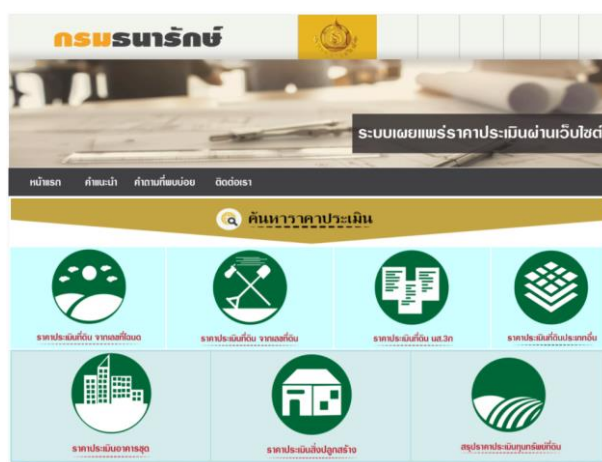 กรมธนารักษ์
ระบบเผยแพร่ราคาประเมินผ่านเว็บไซต์
หน้าแรก คำแนะนำ คำถามที่พบบ่อย ติดต่อเรา
ค้นหาราคาประเมิน
ราคาประเมินที่ดิน จากเลขที่โฉนด ราคาประเมินที่ดิน จากเลขที่ดิน ราคาประเมินที่ดิน นส.3ก ราคาประเมินที่ดินประเภทอื่น
ราคาประเมินอาคารชุด ราคาประเมินสิ่งปลูกสร้าง สรุปราคาประเมินทุนทรัพย์ที่ดิน